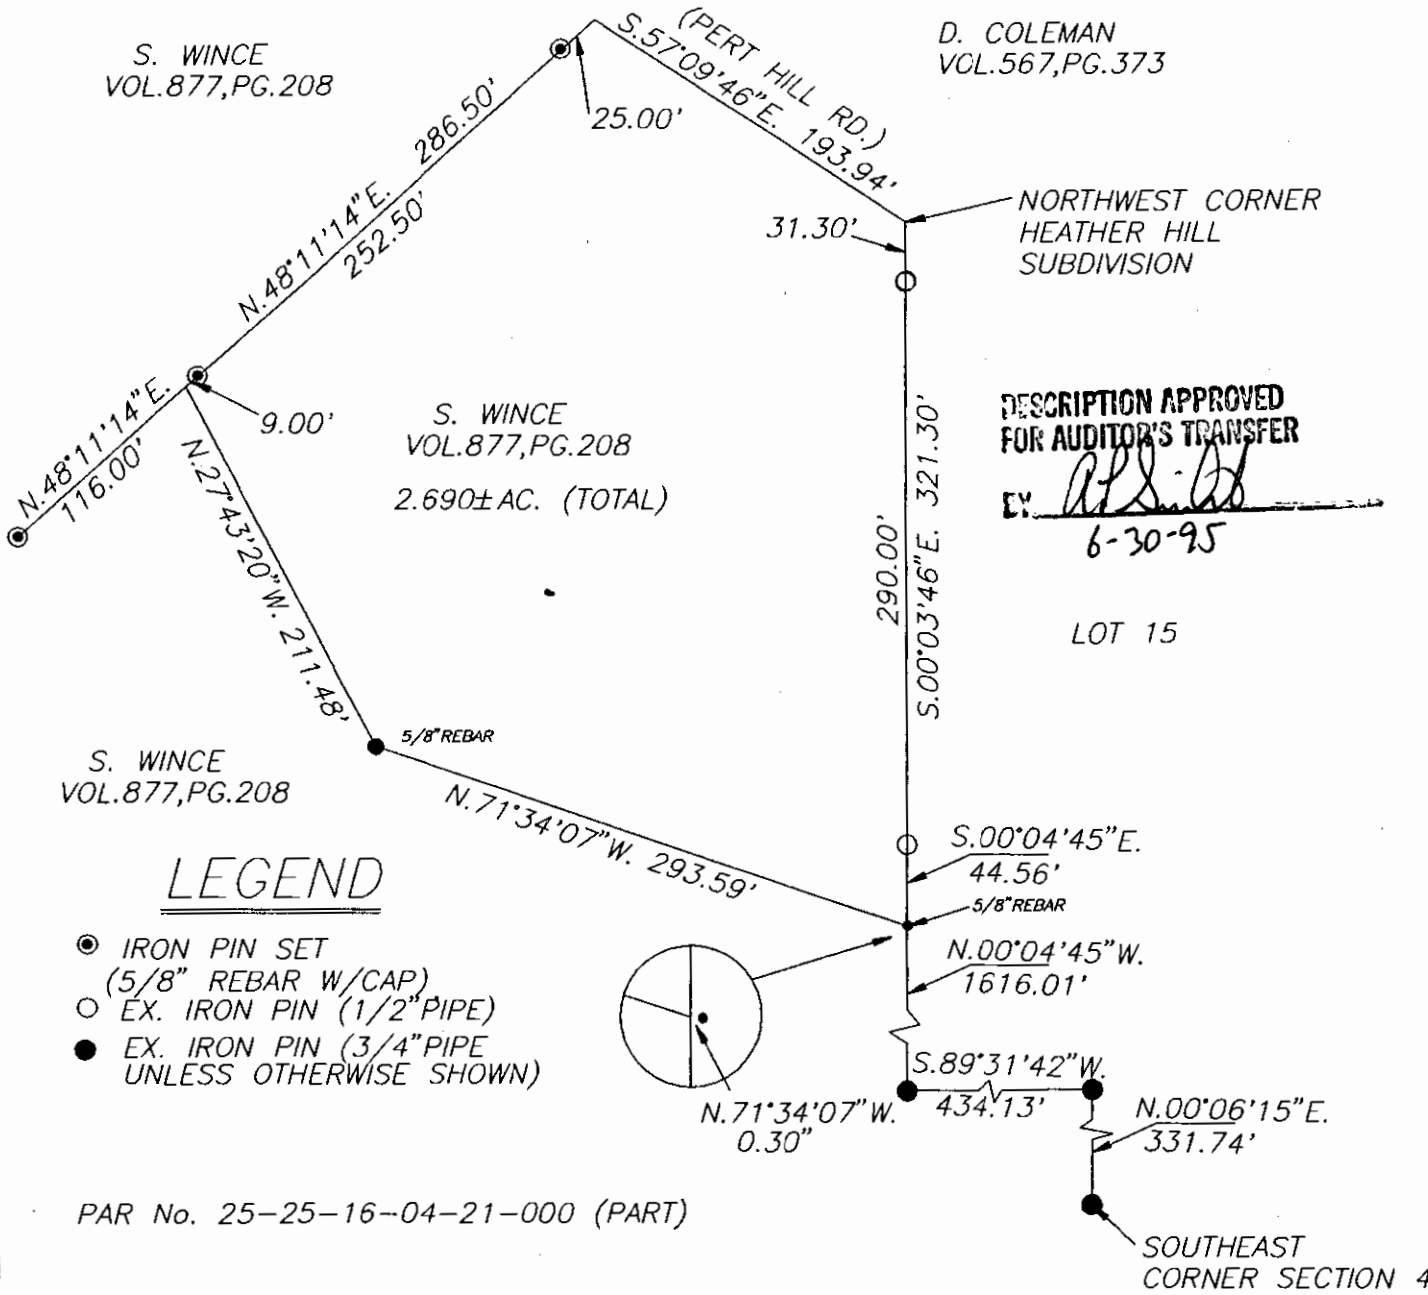 S. WINCE
VOL.877,PG.208
(PERT HILL RD.)
S.57°09'46"E. 193.94'
D. COLEMAN
VOL.567,PG.373
25.00'
N.48°11'14"E. 286.50'
252.50'
NORTHWEST CORNER
HEATHER HILL
SUBDIVISION
31.30'
N.48°11'14"E.
116.00'
9.00'
S. WINCE
VOL.877,PG.208
2.690±AC. (TOTAL)
DESCRIPTION APPROVED
FOR AUDITOR'S TRANSFER
BY
6-30-95
N.27°43'20"W. 211.48'
290.00'
S.00°03'46"E. 321.30'
LOT 15
5/8"REBAR
S. WINCE
VOL.877,PG.208
N.71°34'07"W. 293.59'
S.00°04'45"E.
44.56'
5/8"REBAR
N.00°04'45"W.
1616.01'
LEGEND
IRON PIN SET
(5/8" REBAR W/CAP)
EX. IRON PIN (1/2"PIPE)
EX. IRON PIN (3/4"PIPE
UNLESS OTHERWISE SHOWN)
S.89°31'42"W.
434.13'
N.71°34'07"W.
0.30"
N.00°06'15"E.
331.74'
PAR No. 25-25-16-04-21-000 (PART)
SOUTHEAST
CORNER SECTION 4